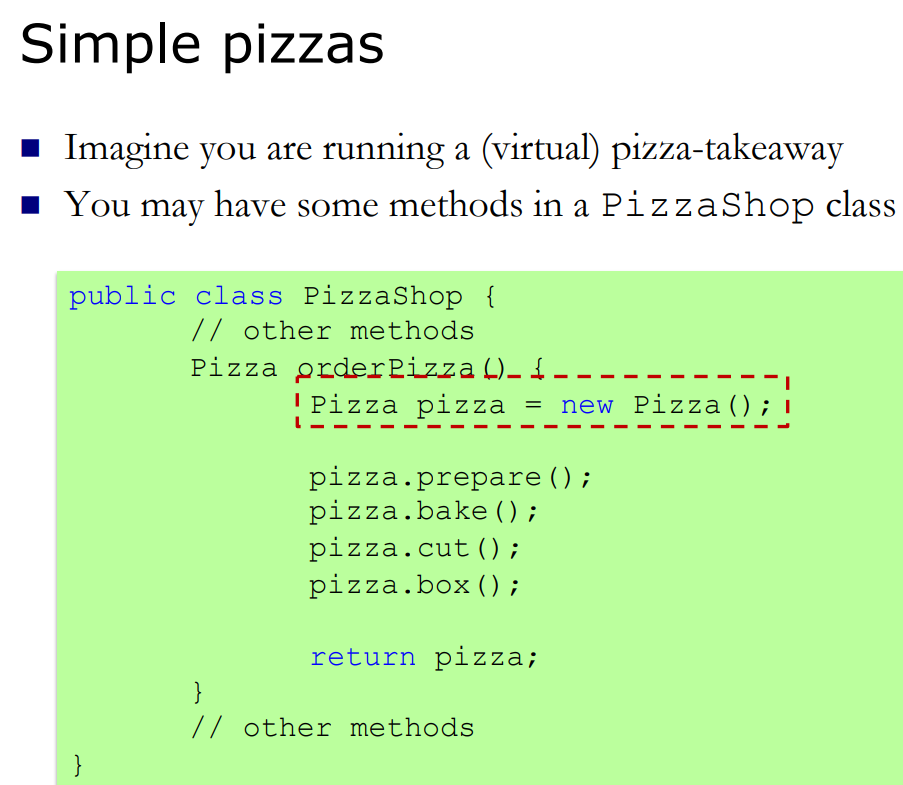 Simple pizzas
Imagine you are running a (virtual) pizza-takeaway
You may have some methods in a PizzaShop class
public class PizzaShop {
// other methods
Pizza orderPizza() {
Pizza pizza = new Pizza();
pizza.prepare();
pizza.bake();
pizza.cut();
pizza.box();
return pizza;
}
// other methods
}